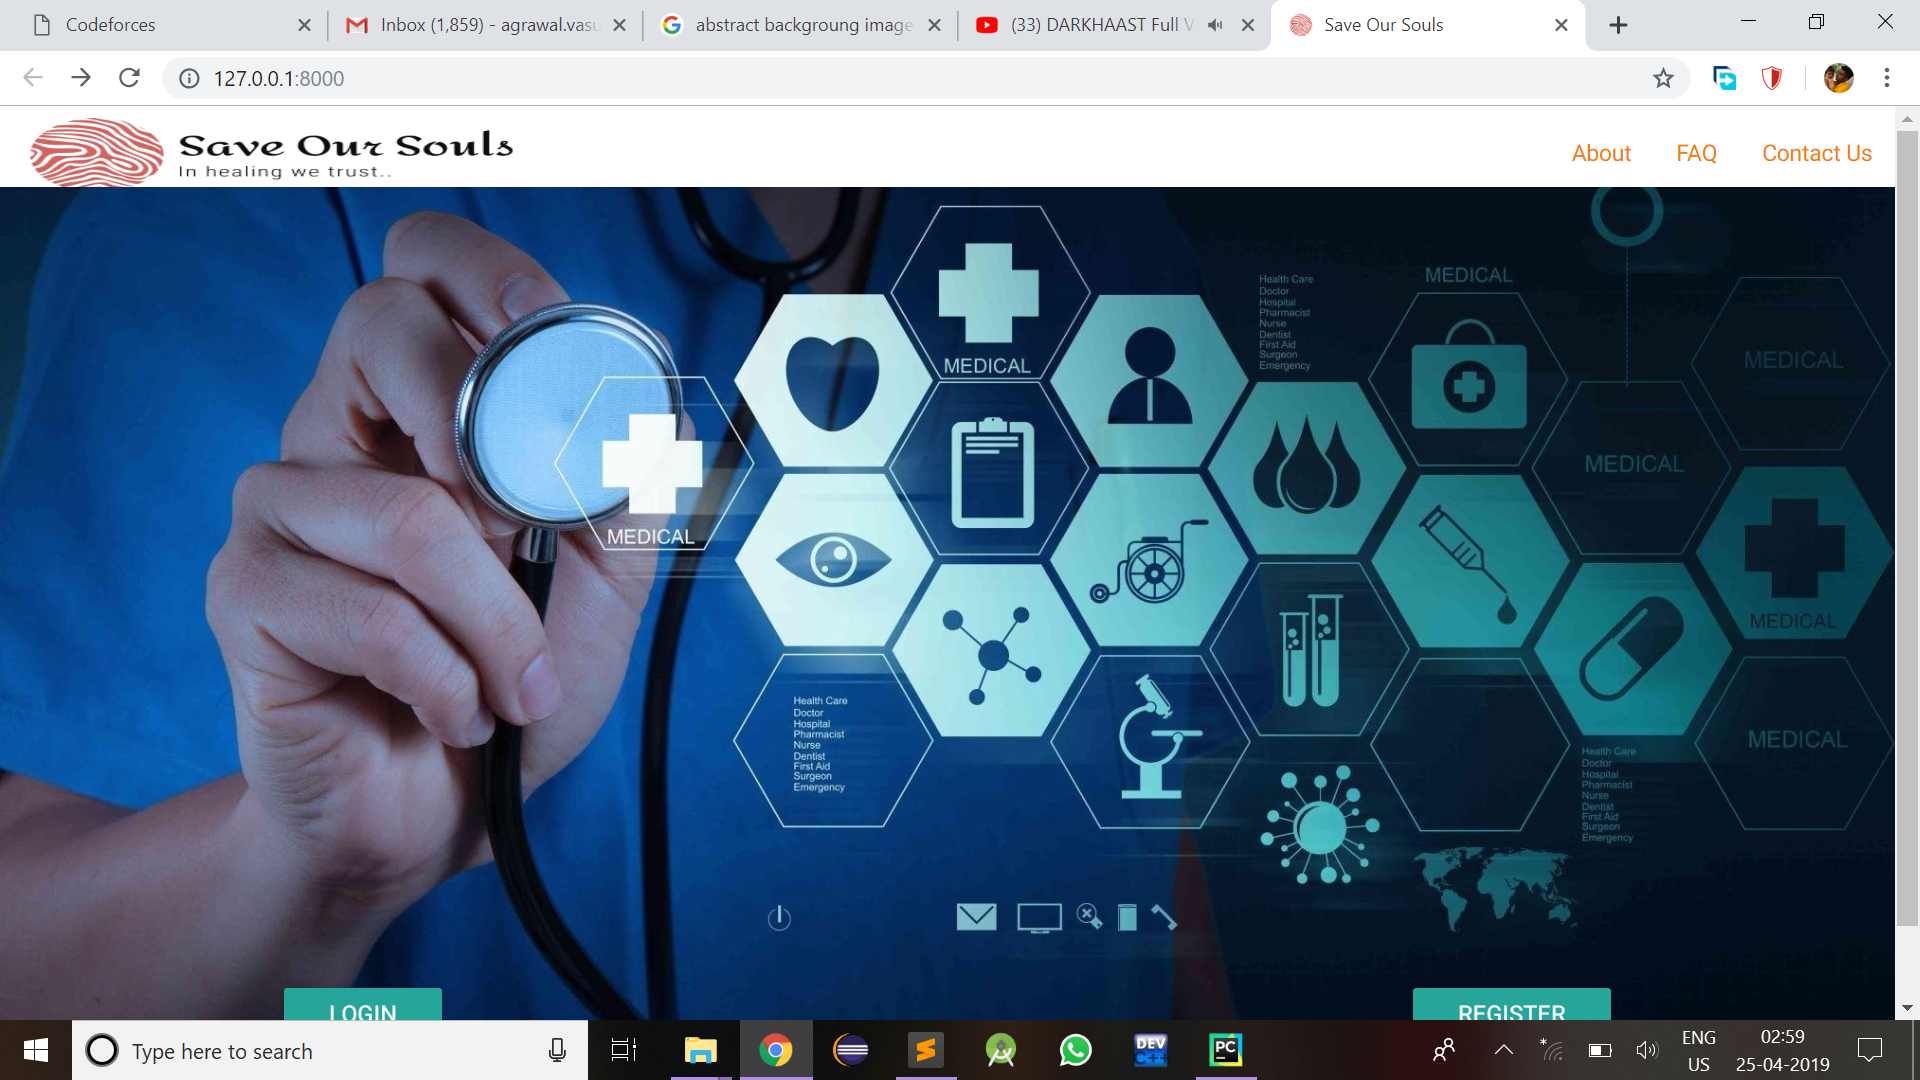 Codeforces
Inbox (1,859) - agrawal.vasu
abstract backgroung image
(33) DARKHAAST Full V
Save Our Souls
127.0.0.1:8000
Save Our Souls
In healing we trust..
About
FAQ
Contact Us
MEDICAL
MEDICAL
Health Care
Doctor
Hospital
Pharmacist
Nurse
Dentist
First Aid
Surgeon
Emergency
MEDICAL
MEDICAL
MEDICAL
MEDICAL
MEDICAL
Health Care
Doctor
Hospital
Pharmacist
Nurse
Dentist
First Aid
Surgeon
Emergency
Health Care
Doctor
Hospital
Pharmacist
Nurse
Dentist
First Aid
Surgeon
Emergency
LOGIN
REGISTER
Type here to search
DEV
C++
PC
ENG
US
02:59
25-04-2019